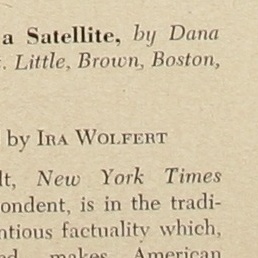 a Satellite, by Dana
. Little, Brown, Boston,
by IRA WOLFERT
lt, New York Times
ondent, is in the tradi-
ntious factuality which,
makes American